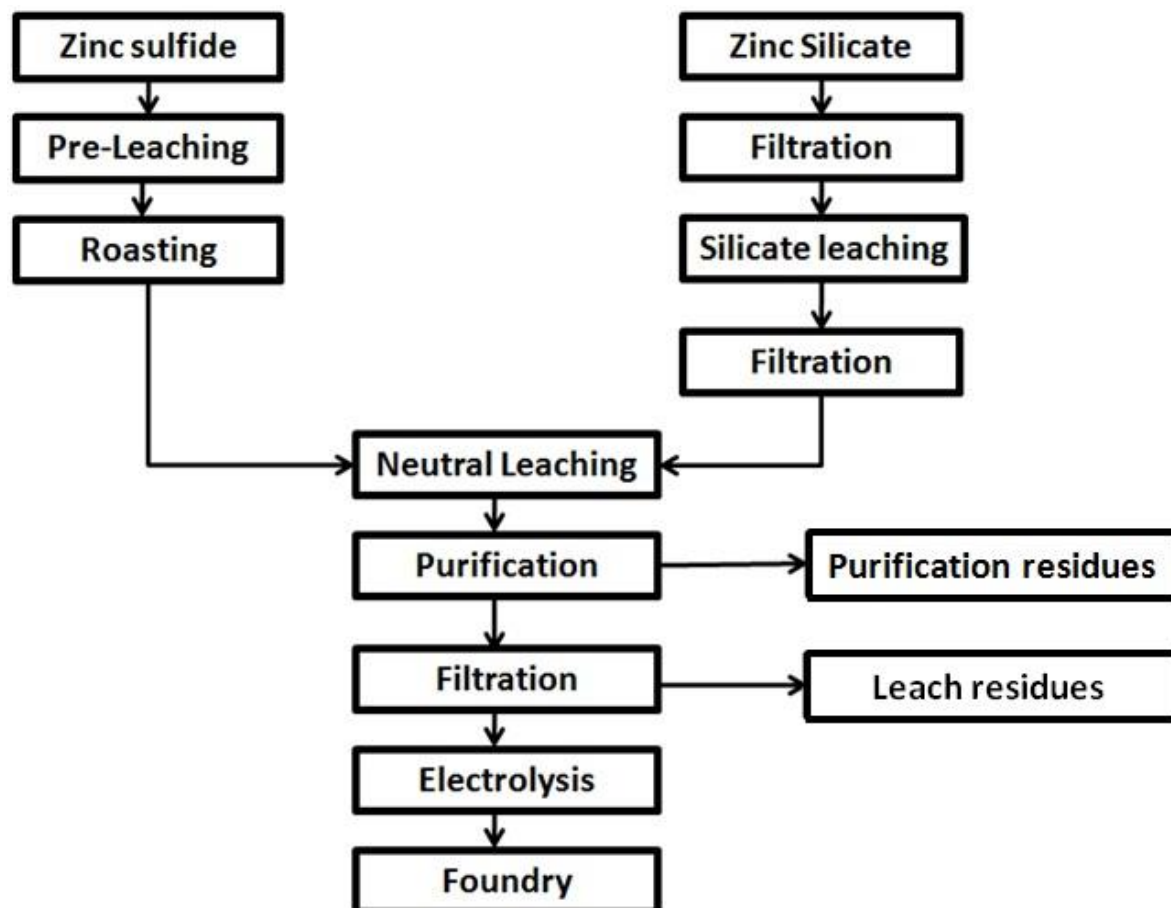 Zinc sulfide
Zinc Silicate
Pre-Leaching
Filtration
Roasting
Silicate leaching
Filtration
Neutral Leaching
Purification
Purification residues
Filtration
Leach residues
Electrolysis
Foundry